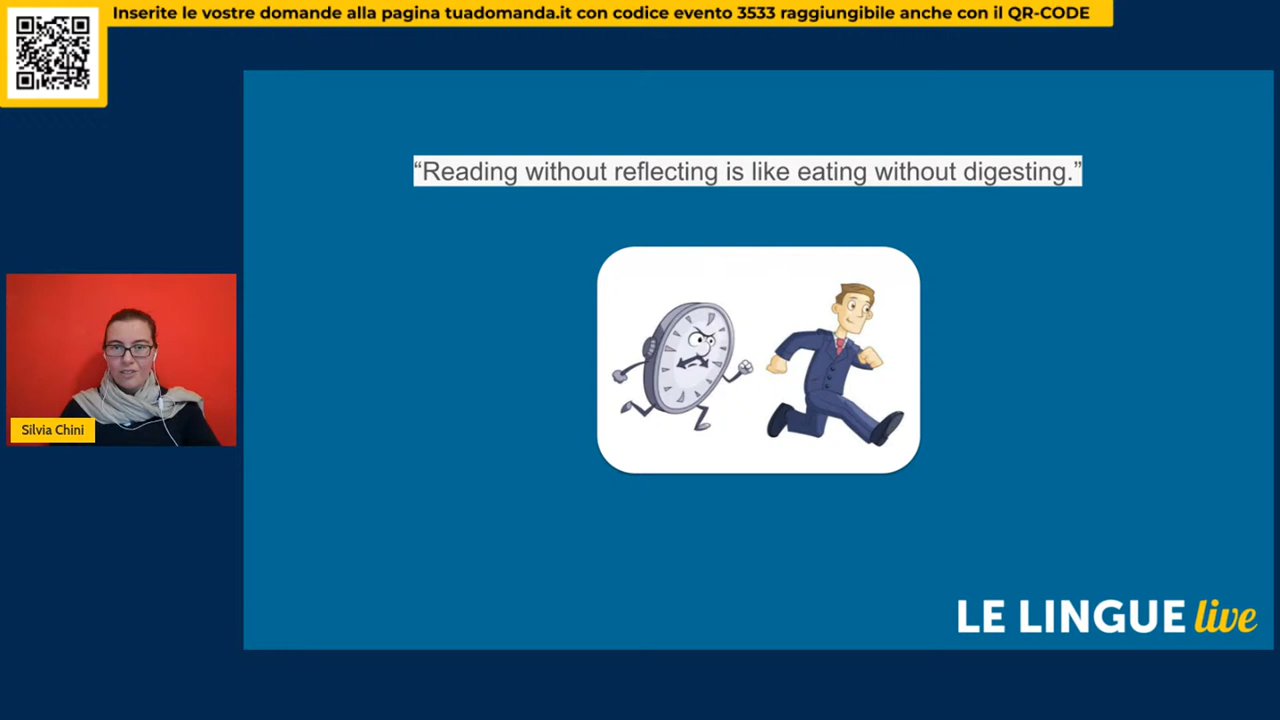 Inserite le vostre domande alla pagina tuadomanda.it con codice evento 3533 raggiungibile anche con il QR-CODE
“Reading without reflecting is like eating without digesting.”
Silvia Chini
LE LINGUE live